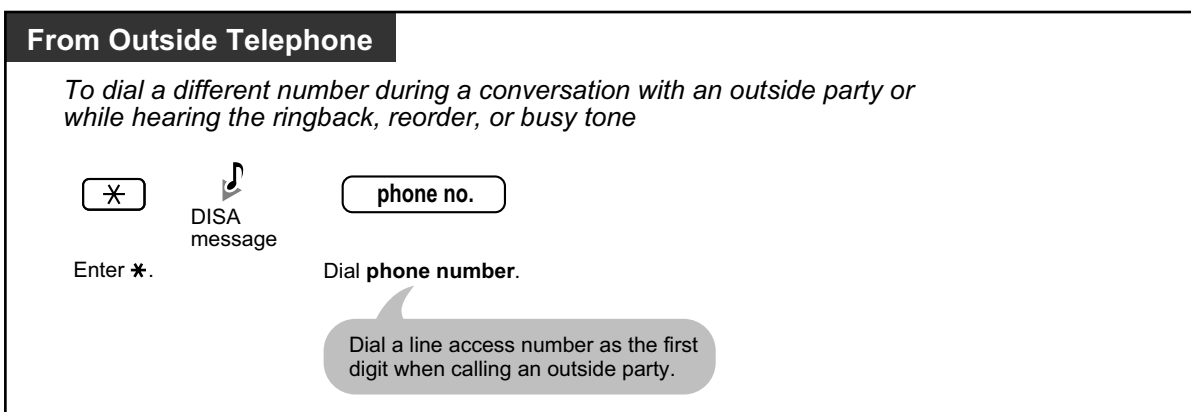 From Outside Telephone
To dial a different number during a conversation with an outside party or
while hearing the ringback, reorder, or busy tone
phone no.
DISA
message
Enter ✱.
Dial phone number.
Dial a line access number as the first
digit when calling an outside party.